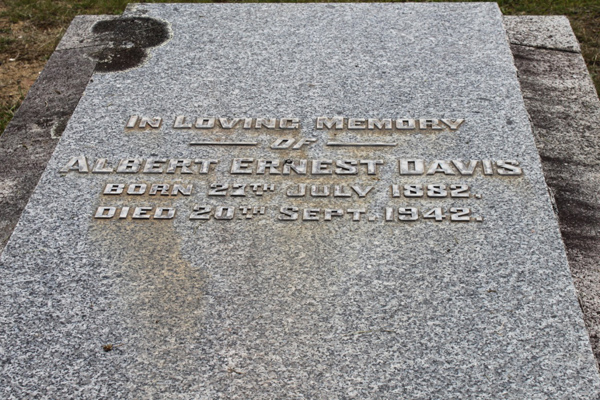 IN LOVING MEMORY
OF
ALBERT ERNEST DAVIS
BORN 27TH JULY 1882,
DIED 20TH SEPT. 1942.